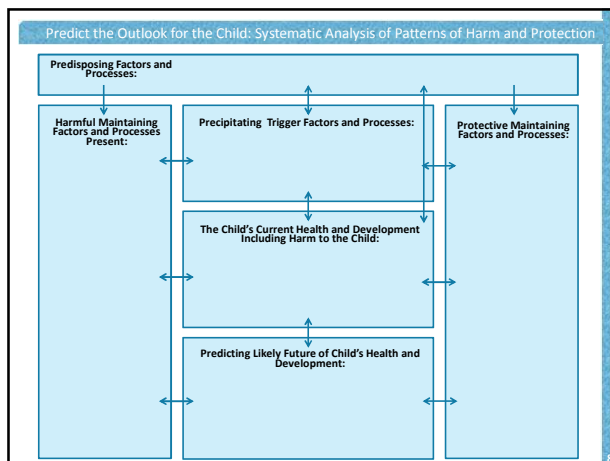 Predict the Outlook for the Child: Systematic Analysis of Patterns of Harm and Protection
Predisposing Factors and
Processes:
Harmful Maintaining
Factors and Processes
Present:
Precipitating Trigger Factors and Processes:
Protective Maintaining
Factors and Processes:
The Child's Current Health and Development
Including Harm to the Child:
Predicting Likely Future of Child's Health and
Development: